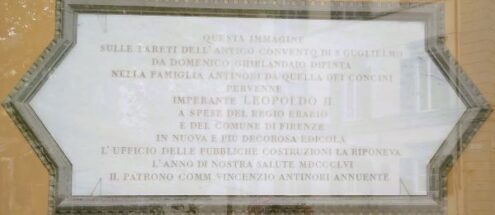 QUESTA IMMAGINE
SULLE PARETI DELL'ANTICO CONVENTO DI S GUGLIELMO
DA DOMENICO GHIRLANDAIO DIPINTA
NELLA FAMIGLIA ANTINORI DA QUELLA DEI CONCINI
PERVENNE
IMPERANTE LEOPOLDO II
A SPESE DEL REGIO ERARIO
E DEL COMUNE DI FIRENZE
IN NUOVA E PIU DECOROSA EDICOLA
L'UFFICIO DELLE PUBBLICHE COSTRUZIONI LA RIPONEVA
L'ANNO DI NOSTRA SALUTE MDCCCLVI
IL PATRONO COMM VINCENZIO ANTINORI ANNUENTE